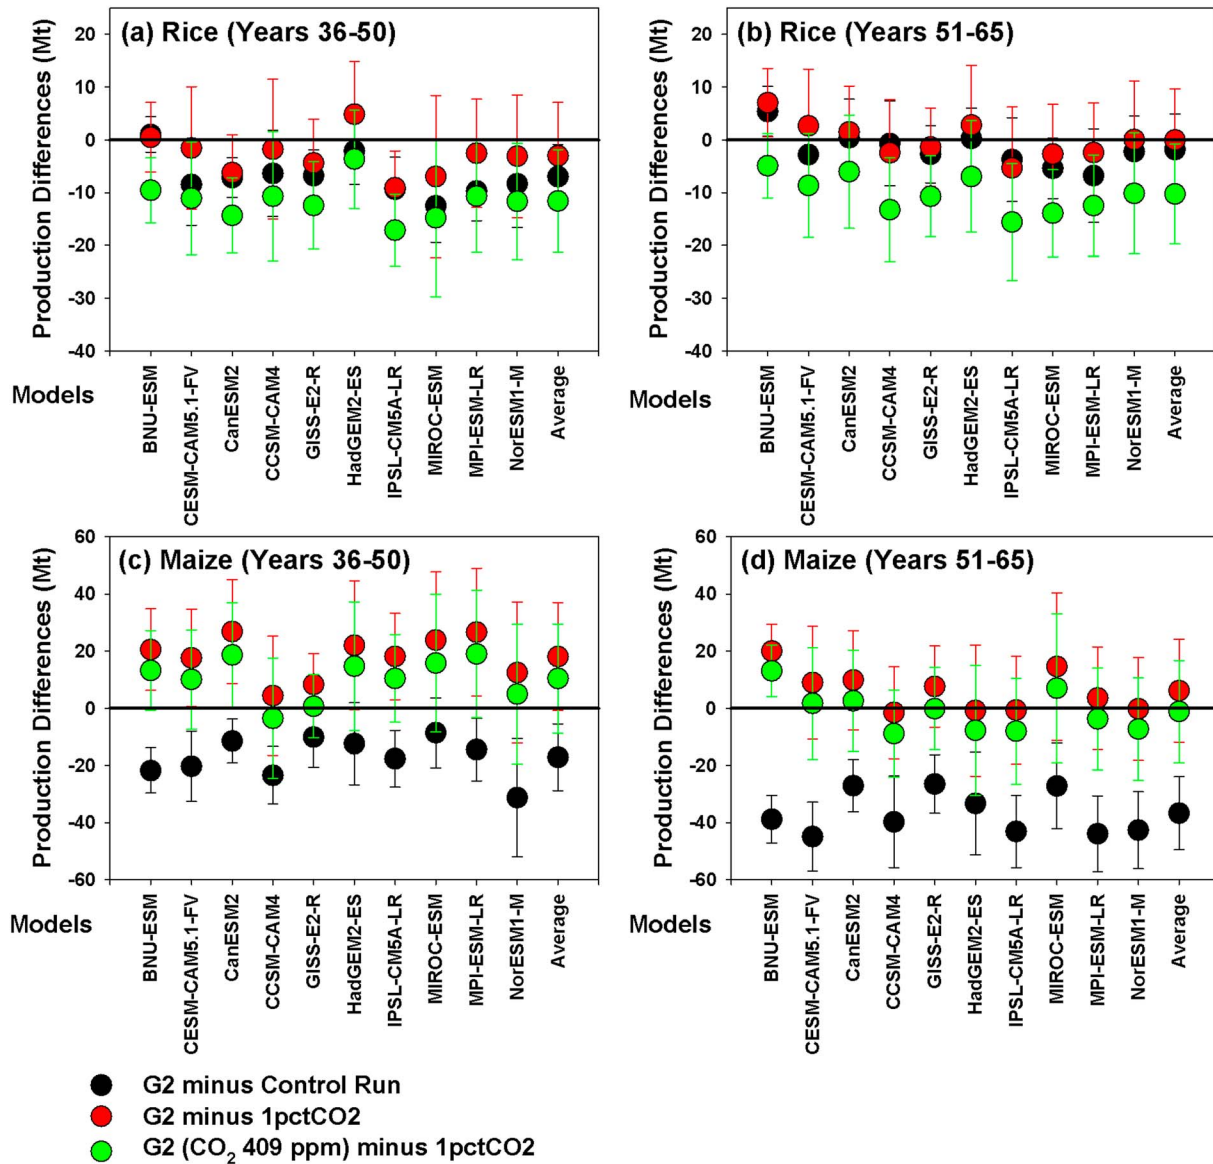 (a) Rice (Years 36-50)
Production Differences (Mt)
20
10
0
-10
-20
-30
-40
Models
BNU-ESM
CESM-CAM5.1-FV
CanESM2
CCSM-CAM4
GISS-E2-R
HadGEM2-ES
IPSL-CM5A-LR
MIROC-ESM
MPI-ESM-LR
NorESM1-M
Average
(b) Rice (Years 51-65)
Production Differences (Mt)
20
10
0
-10
-20
-30
-40
Models
BNU-ESM
CESM-CAM5.1-FV
CanESM2
CCSM-CAM4
GISS-E2-R
HadGEM2-ES
IPSL-CM5A-LR
MIROC-ESM
MPI-ESM-LR
NorESM1-M
Average
(c) Maize (Years 36-50)
Production Differences (Mt)
60
40
20
0
-20
-40
-60
Models
BNU-ESM
CESM-CAM5.1-FV
CanESM2
CCSM-CAM4
GISS-E2-R
HadGEM2-ES
IPSL-CM5A-LR
MIROC-ESM
MPI-ESM-LR
NorESM1-M
Average
(d) Maize (Years 51-65)
Production Differences (Mt)
60
40
20
0
-20
-40
-60
Models
BNU-ESM
CESM-CAM5.1-FV
CanESM2
CCSM-CAM4
GISS-E2-R
HadGEM2-ES
IPSL-CM5A-LR
MIROC-ESM
MPI-ESM-LR
NorESM1-M
Average
G2 minus Control Run
G2 minus 1pctCO2
G2 (CO₂ 409 ppm) minus 1pctCO2